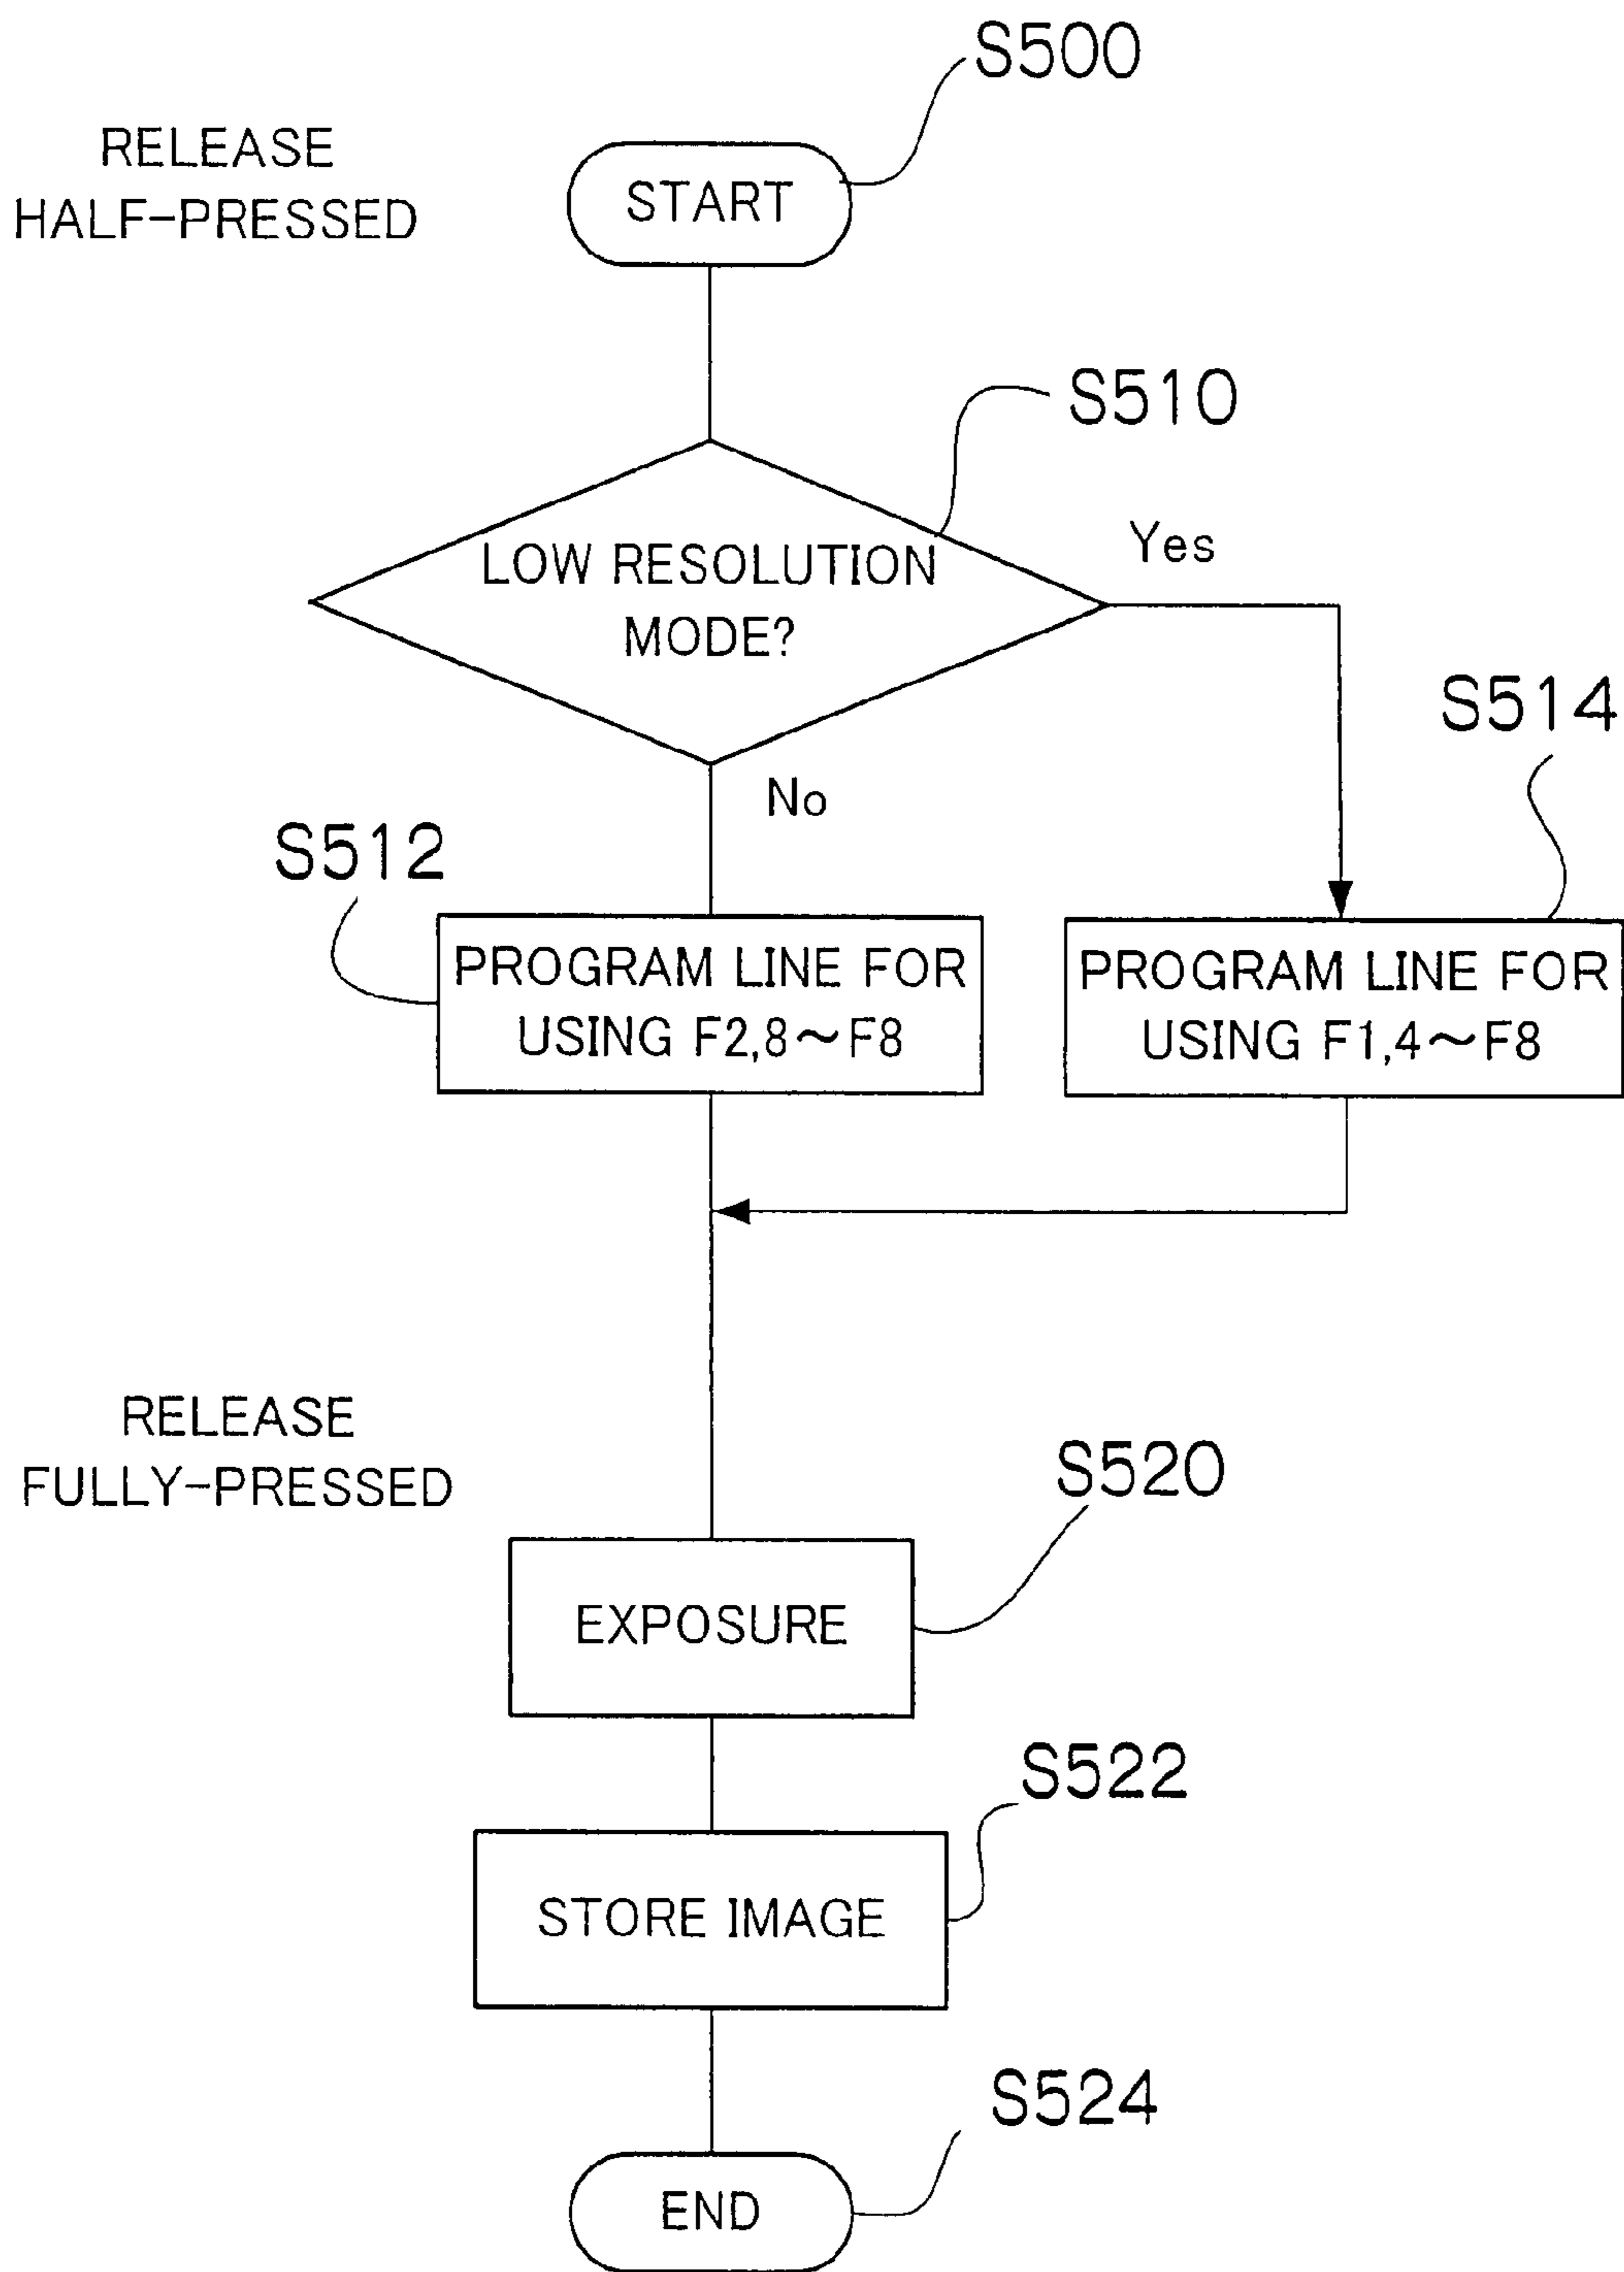 S500
RELEASE
HALF-PRESSED
START
S510
LOW RESOLUTION
MODE?
Yes
S514
No
S512
PROGRAM LINE FOR
USING F2,8～F8
PROGRAM LINE FOR
USING F1,4～F8
RELEASE
FULLY-PRESSED
S520
EXPOSURE
S522
STORE IMAGE
S524
END